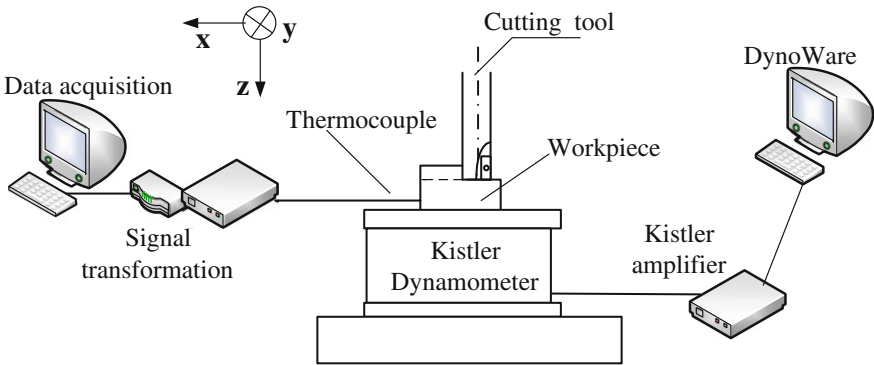 x
y
z
Cutting tool
DynoWare
Data acquisition
Thermocouple
Workpiece
Signal
transformation
Kistler
Dynamometer
Kistler
amplifier